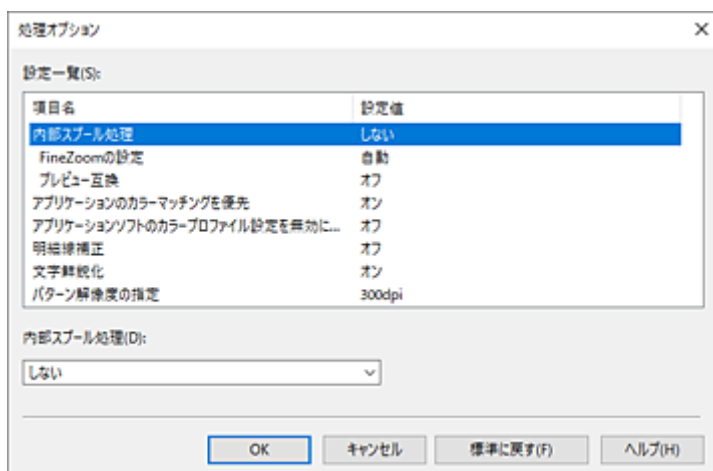 処理オプション
設定一覧(S):
項目名 設定値
内部スプール処理 しない
FineZoomの設定 自動
プレビュー互換 オフ
アプリケーションのカラーマッチングを優先 オン
アプリケーションソフトのカラープロファイル設定を無効に... オフ
明細線補正 オフ
文字鮮鋭化 オン
パターン解像度の指定 300dpi
内部スプール処理(D):
しない
OK キャンセル 標準に戻す(F) ヘルプ(H)